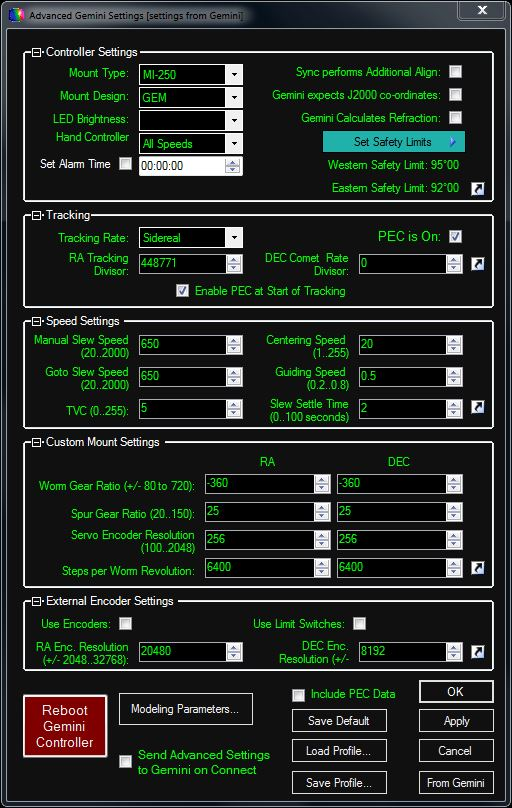 Advanced Gemini Settings [settings from Gemini]
Controller Settings
Mount Type: MI-250
Sync performs Additional Align:
Mount Design: GEM
Gemini expects J2000 co-ordinates:
LED Brightness:
Gemini Calculates Refraction:
Hand Controller All Speeds
Set Safety Limits
Set Alarm Time 00:00:00
Western Safety Limit: 95°00
Eastern Safety Limit: 92°00
Tracking
Tracking Rate: Sidereal
PEC is On:
RA Tracking
Divisor: 448771
DEC Comet Rate
Divisor: 0
Enable PEC at Start of Tracking
Speed Settings
Manual Slew Speed
(20..2000) 650
Centering Speed
(1..255) 20
Goto Slew Speed
(20..2000) 650
Guiding Speed
(0.2..0.8) 0.5
TVC (0..255): 5
Slew Settle Time
(0..100 seconds) 2
Custom Mount Settings
RA DEC
Worm Gear Ratio (+/- 80 to 720): -360 -360
Spur Gear Ratio (20..150): 25 25
Servo Encoder Resolution
(100..2048) 256 256
Steps per Worm Revolution: 6400 6400
External Encoder Settings
Use Encoders:
Use Limit Switches:
RA Enc. Resolution
(+/- 2048..32768): 20480
DEC Enc.
Resolution (+/- 8192
Reboot
Gemini
Controller
Modeling Parameters...
Send Advanced Settings
to Gemini on Connect
Include PEC Data
OK
Save Default
Apply
Load Profile...
Cancel
Save Profile...
From Gemini